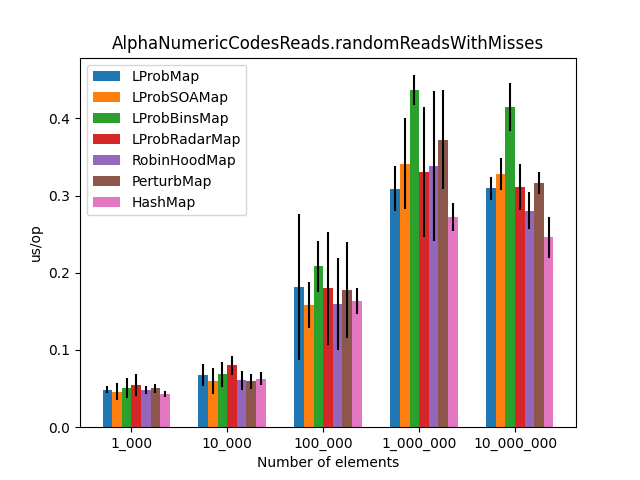 AlphaNumericCodesReads.randomReadsWithMisses
LProbMap
LProbSOAMap
LProbBinsMap
LProbRadarMap
RobinHoodMap
PerturbMap
HashMap
us/op
0.4
0.3
0.2
0.1
0.0
1_000 10_000 100_000 1_000_000 10_000_000
Number of elements